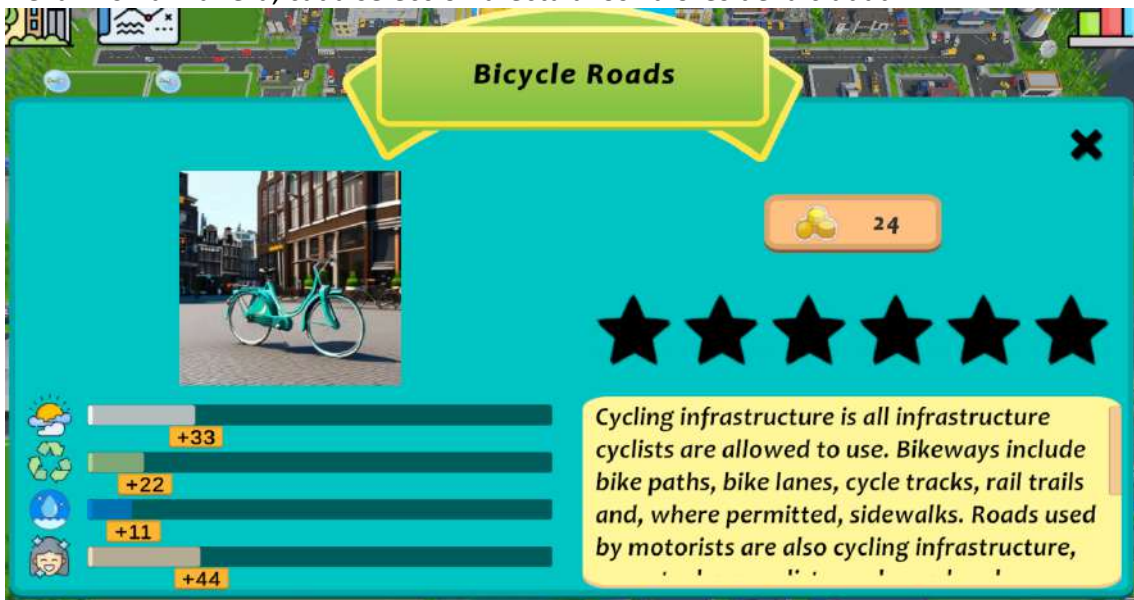 Bicycle Roads
24
+33
+22
+11
+44
Cycling infrastructure is all infrastructure
cyclists are allowed to use. Bikeways include
bike paths, bike lanes, cycle tracks, rail trails
and, where permitted, sidewalks. Roads used
by motorists are also cycling infrastructure,